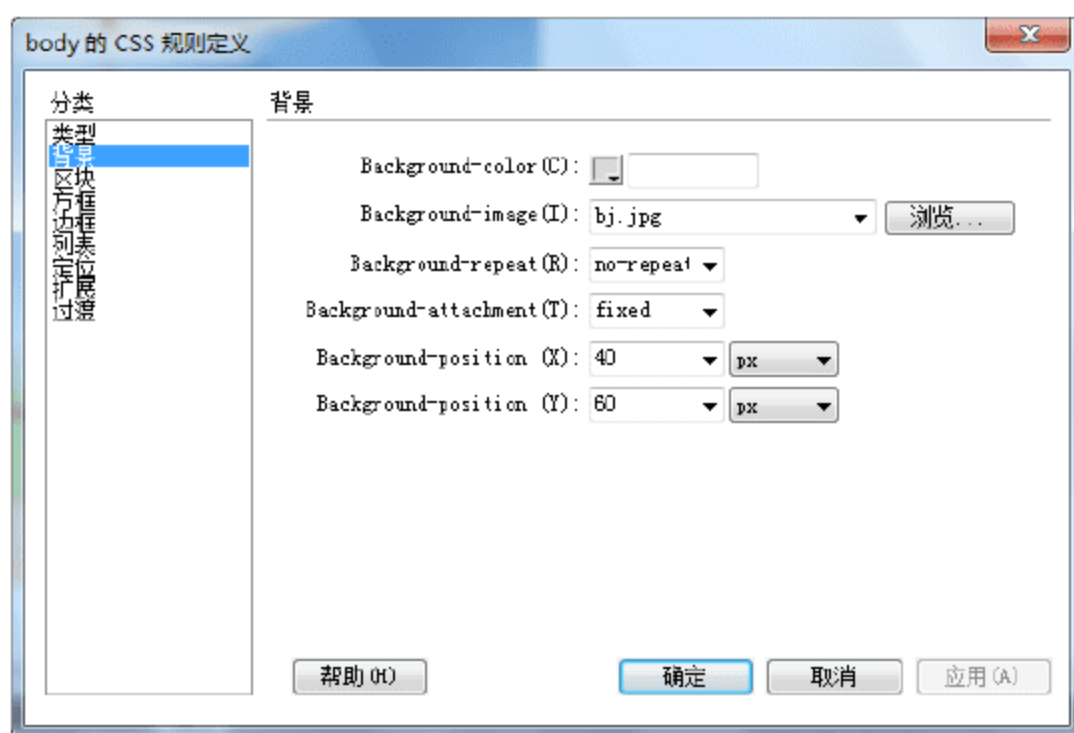 body 的 CSS 规则定义
分类
类型
背景
区块
方框
边框
列表
定位
扩展
过渡
背景
Background-color(C):
Background-image(I): bj.jpg 浏览...
Background-repeat(R): no-repeat
Background-attachment(T): fixed
Background-position (X): 40 px
Background-position (Y): 60 px
帮助(H) 确定 取消 应用(A)